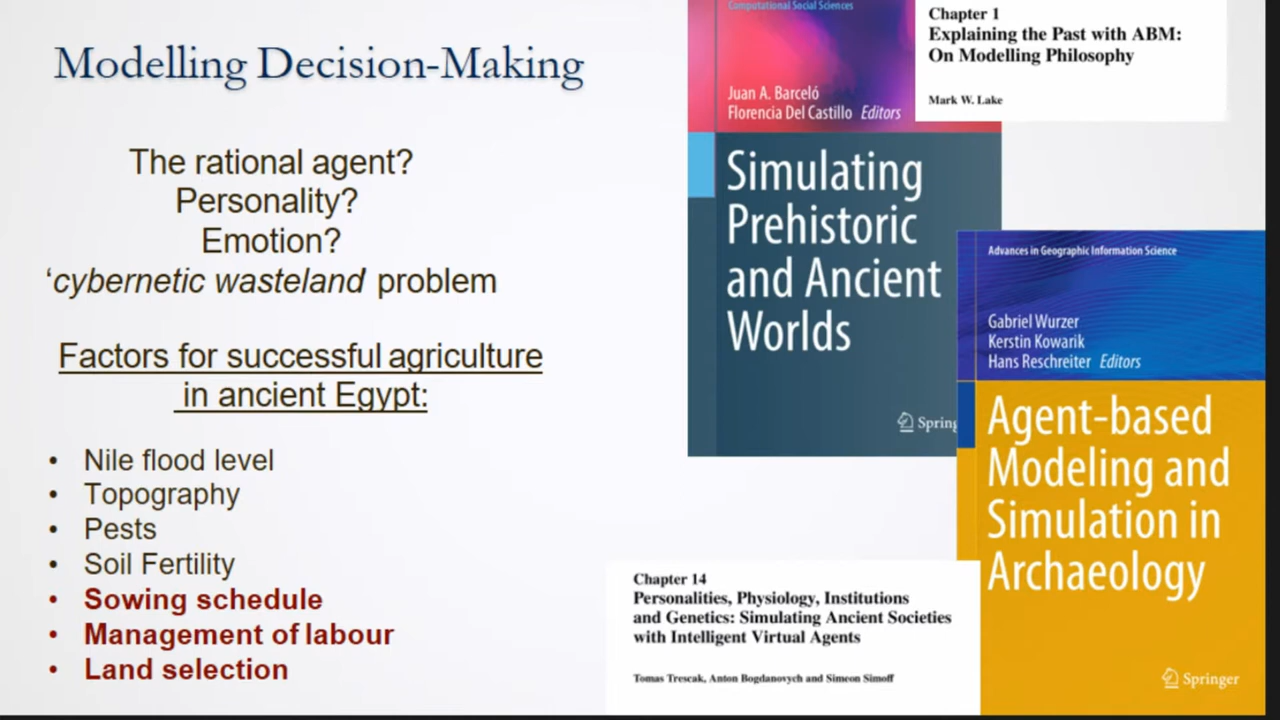 Modelling Decision-Making
The rational agent?
Personality?
Emotion?
‘cybernetic wasteland problem
Factors for successful agriculture
in ancient Egypt:
• Nile flood level
• Topography
• Pests
• Soil Fertility
• Sowing schedule
• Management of labour
• Land selection
Computational Social Sciences
Juan A. Barceló
Florencia Del Castillo Editors
Simulating
Prehistoric
and Ancient
Worlds
Spring
Chapter 1
Explaining the Past with ABM:
On Modelling Philosophy
Mark W. Lake
Advances in Geographic Information Science
Gabriel Wurzer
Kerstin Kowarik
Hans Reschreiter Editors
Agent-based
Modeling and
Simulation in
Archaeology
Springer
Chapter 14
Personalities, Physiology, Institutions
and Genetics: Simulating Ancient Societies
with Intelligent Virtual Agents
Tomas Trescak, Anton Bogdanovych and Simeon Simoff